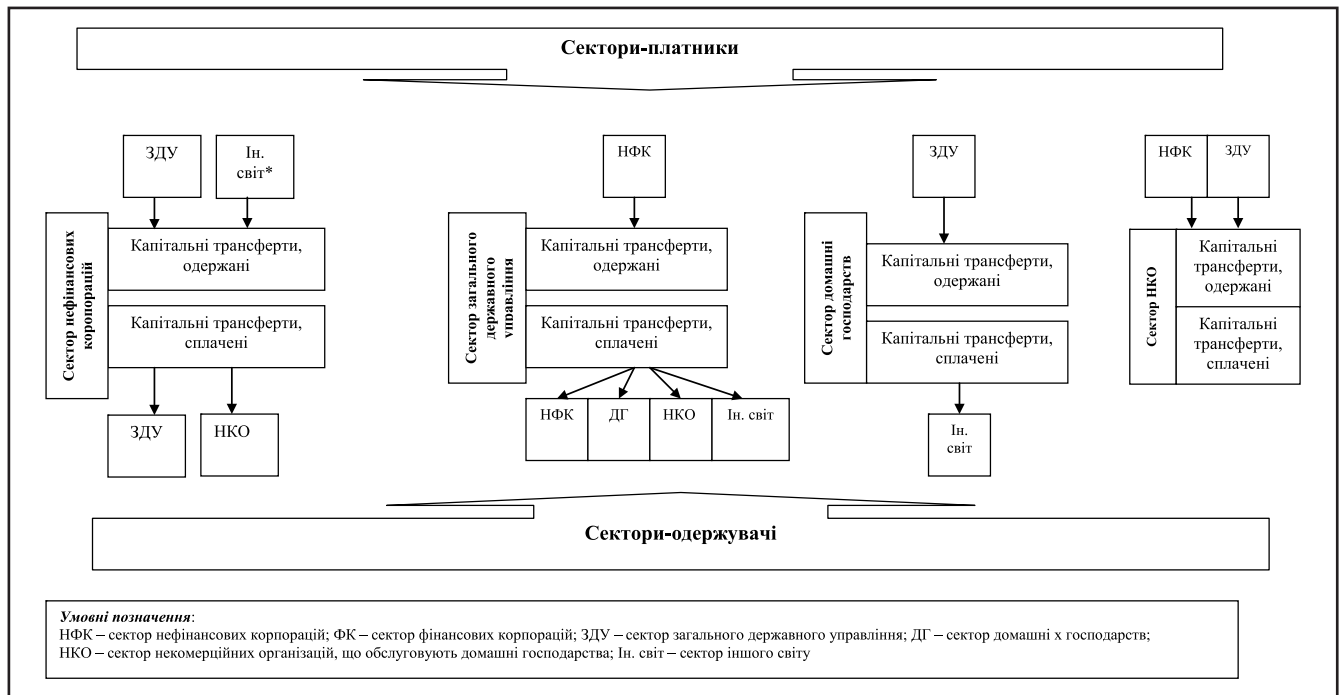 Сектори-платники
ЗДУ
Ін.
світ*
НФК
ЗДУ
НФК
ЗДУ
Сектор нефінансових
коропорацій
Капітальні трансферти,
одержані
Капітальні трансферти,
сплачені
ЗДУ
НКО
Сектор загального
державного
управління
Капітальні трансферти,
одержані
Капітальні трансферти,
сплачені
НФК
ДГ
НКО
Ін. світ
Сектор домашні
господарств
Капітальні трансферти,
одержані
Капітальні трансферти,
сплачені
Ін.
світ
Сектор НКО
Капітальні
трансферти,
одержані
Капітальні
трансферти,
сплачені
Сектори-одержувачі
Умовні позначення:
НФК – сектор нефінансових корпорацій; ФК – сектор фінансових корпорацій; ЗДУ – сектор загального державного управління; ДГ – сектор домашні х господарств;
НКО – сектор некомерційних організацій, що обслуговують домашні господарства; Ін. світ – сектор іншого світу